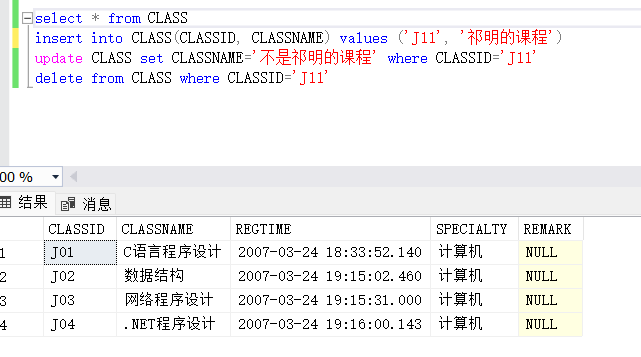 select * from CLASS
insert into CLASS(CLASSID, CLASSNAME) values ('J11', '祁明的课程')
update CLASS set CLASSNAME='不是祁明的课程' where CLASSID='J11'
delete from CLASS where CLASSID='J11'
00 %
结果 消息
CLASSID CLASSNAME REGTIME SPECIALTY REMARK
1 J01 C语言程序设计 2007-03-24 18:33:52.140 计算机 NULL
2 J02 数据结构 2007-03-24 19:15:02.460 计算机 NULL
3 J03 网络程序设计 2007-03-24 19:15:31.000 计算机 NULL
4 J04 .NET程序设计 2007-03-24 19:16:00.143 计算机 NULL